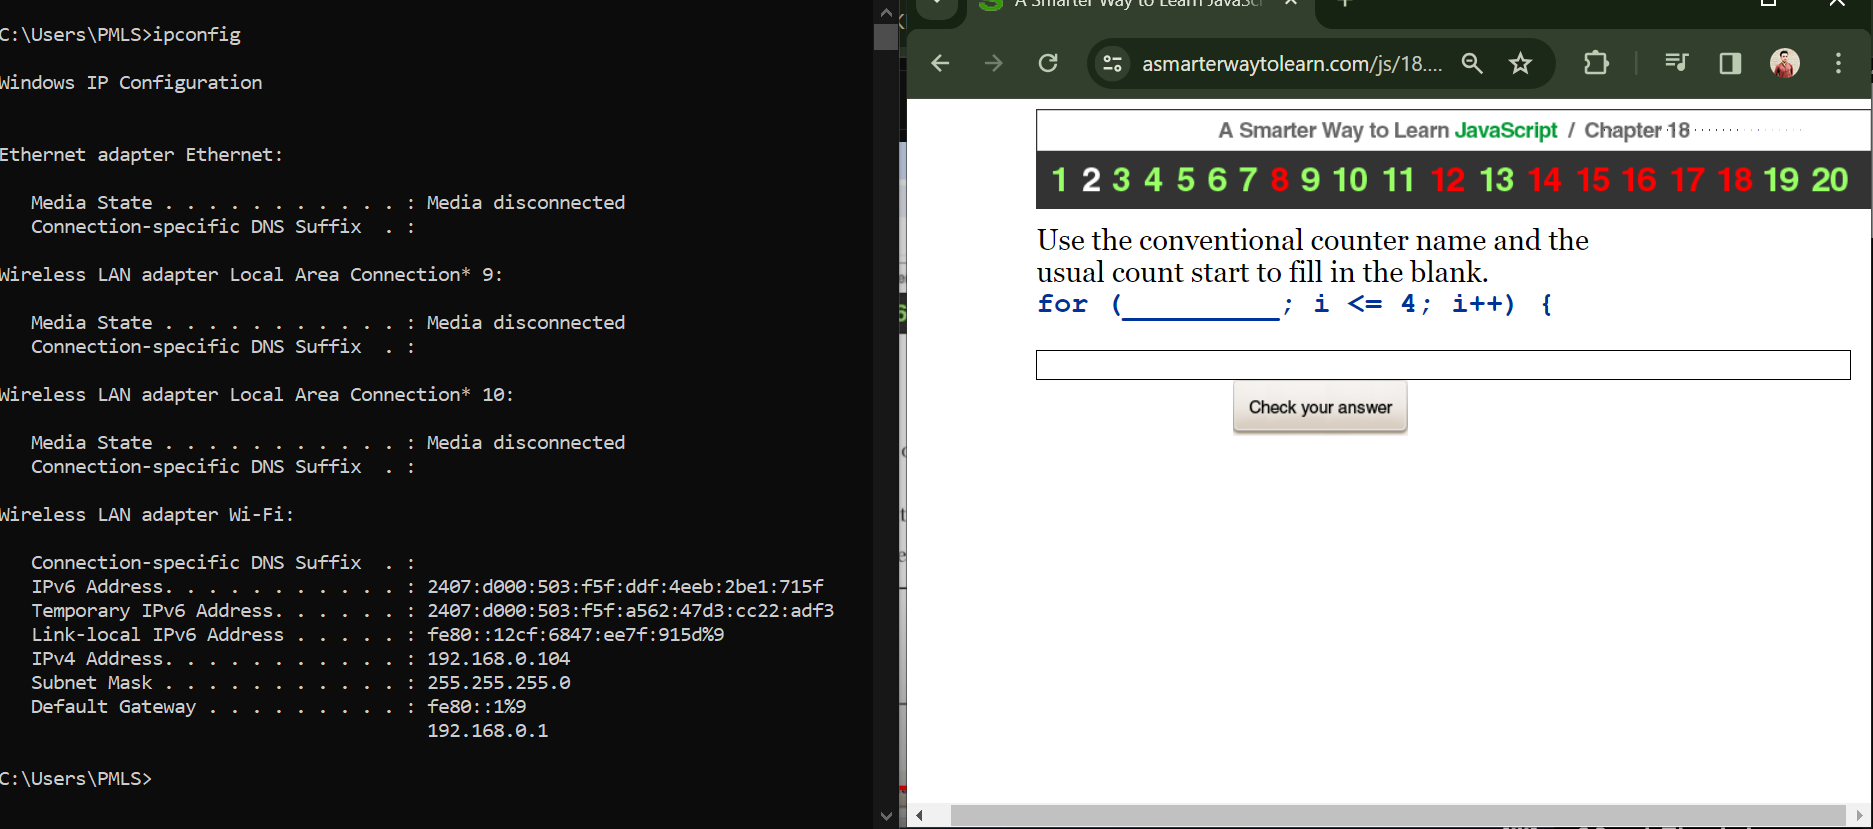 C:\Users\PMLS>ipconfig
Windows IP Configuration
Ethernet adapter Ethernet:
Media State . . . . . . . . . . . : Media disconnected
Connection-specific DNS Suffix  . :
Wireless LAN adapter Local Area Connection* 9:
Media State . . . . . . . . . . . : Media disconnected
Connection-specific DNS Suffix  . :
Wireless LAN adapter Local Area Connection* 10:
Media State . . . . . . . . . . . : Media disconnected
Connection-specific DNS Suffix  . :
Wireless LAN adapter Wi-Fi:
Connection-specific DNS Suffix  . :
IPv6 Address. . . . . . . . . . . : 2407:d000:503:f5f:ddf:4eeb:2be1:715f
Temporary IPv6 Address. . . . . . : 2407:d000:503:f5f:a562:47d3:cc22:adf3
Link-local IPv6 Address . . . . . : fe80::12cf:6847:ee7f:915d%9
IPv4 Address. . . . . . . . . . . : 192.168.0.104
Subnet Mask . . . . . . . . . . . : 255.255.255.0
Default Gateway . . . . . . . . . : fe80::1%9
192.168.0.1
C:\Users\PMLS>
A Smarter Way to Learn JavaScr
asmarterwaytolearn.com/js/18....
A Smarter Way to Learn JavaScript / Chapter 18
1 2 3 4 5 6 7 8 9 10 11 12 13 14 15 16 17 18 19 20
Use the conventional counter name and the
usual count start to fill in the blank.
for (__________; i <= 4; i++) {
Check your answer